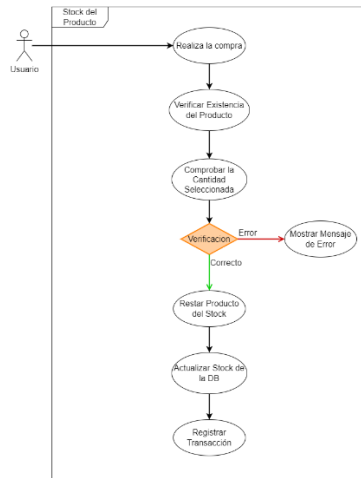 Stock del
Producto
Usuario
Realiza la compra
Verificar Existencia
del Producto
Comprobar la
Cantidad
Seleccionada
Verificacion
Error
Mostrar Mensaje
de Error
Correcto
Restar Producto
del Stock
Actualizar Stock de
la DB
Registrar
Transacción